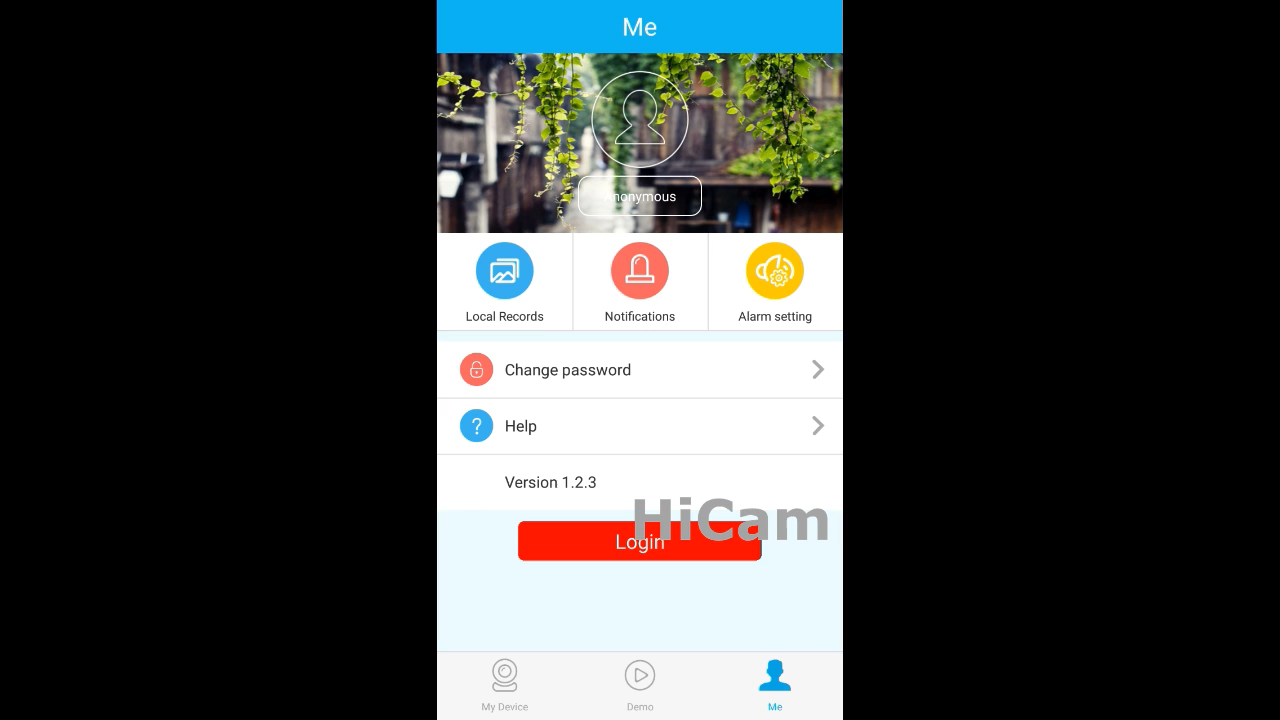 Me
Anonymous
Local Records
Notifications
Alarm setting
Change password
?
Help
Version 1.2.3
HiCam
Login
My Device
Demo
Me